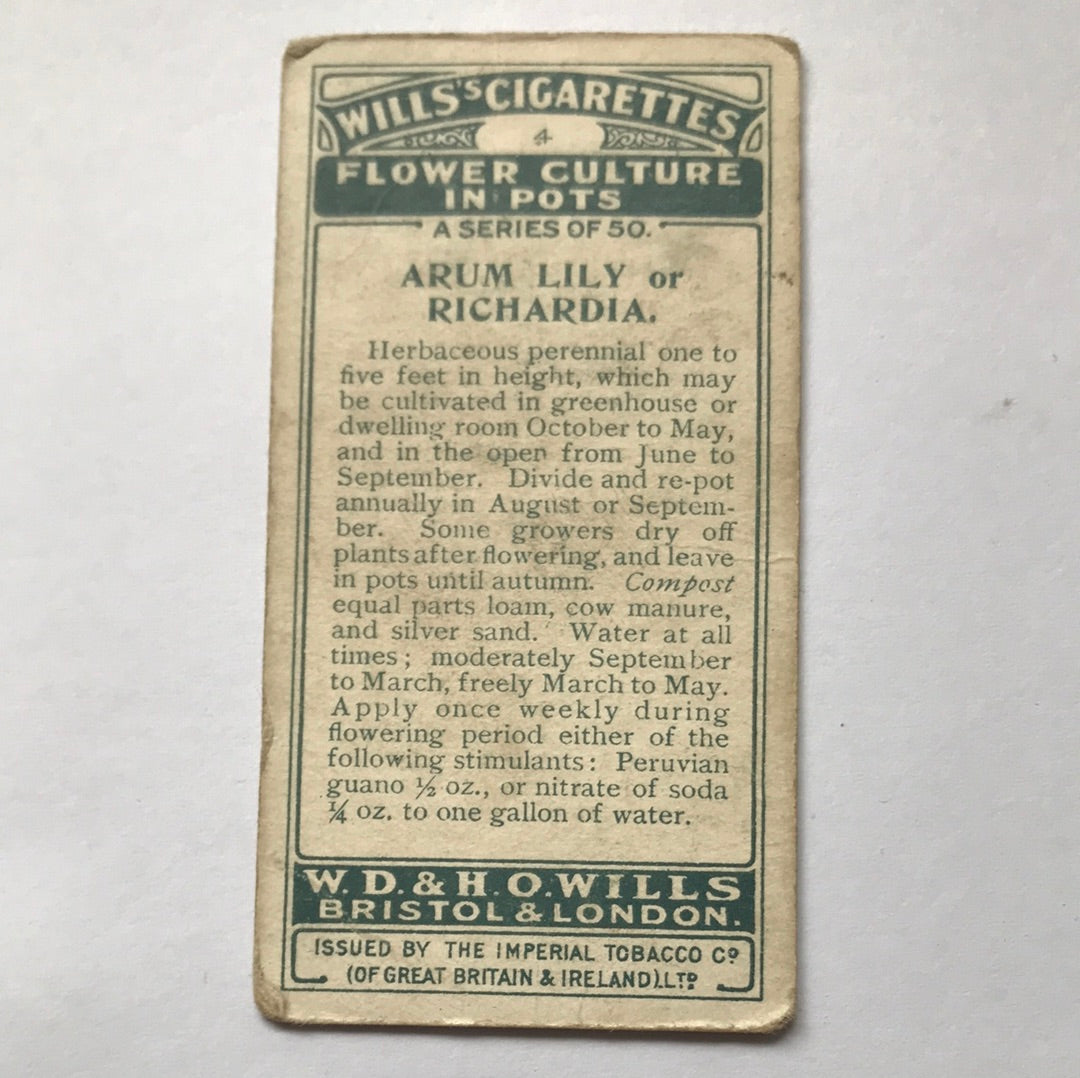 WILLS'S CIGARETTES
4
FLOWER CULTURE
IN POTS
A SERIES OF 50.
ARUM LILY or
RICHARDIA.
Herbaceous perennial one to
five feet in height, which may
be cultivated in greenhouse or
dwelling room October to May,
and in the open from June to
September. Divide and re-pot
annually in August or Septem-
ber. Some growers dry off
plants after flowering, and leave
in pots until autumn. Compost
equal parts loam, cow manure,
and silver sand. Water at all
times; moderately September
to March, freely March to May.
Apply once weekly during
flowering period either of the
following stimulants: Peruvian
guano ½ oz., or nitrate of soda
¼ oz. to one gallon of water.
W. D. & H. O. WILLS
BRISTOL & LONDON.
ISSUED BY THE IMPERIAL TOBACCO Cº
(OF GREAT BRITAIN & IRELAND), LTD